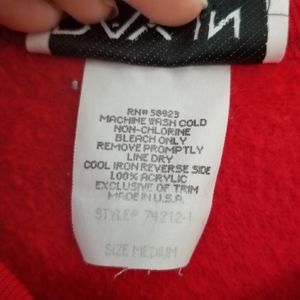 RN# 58923
MACHINE WASH COLD
NON-CHLORINE
BLEACH ONLY
REMOVE PROMPTLY
LINE DRY
COOL IRON REVERSE SIDE
100% ACRYLIC
EXCLUSIVE OF TRIM
MADE IN U.S.A.
STYLE# 74212-1
SIZE MEDIUM